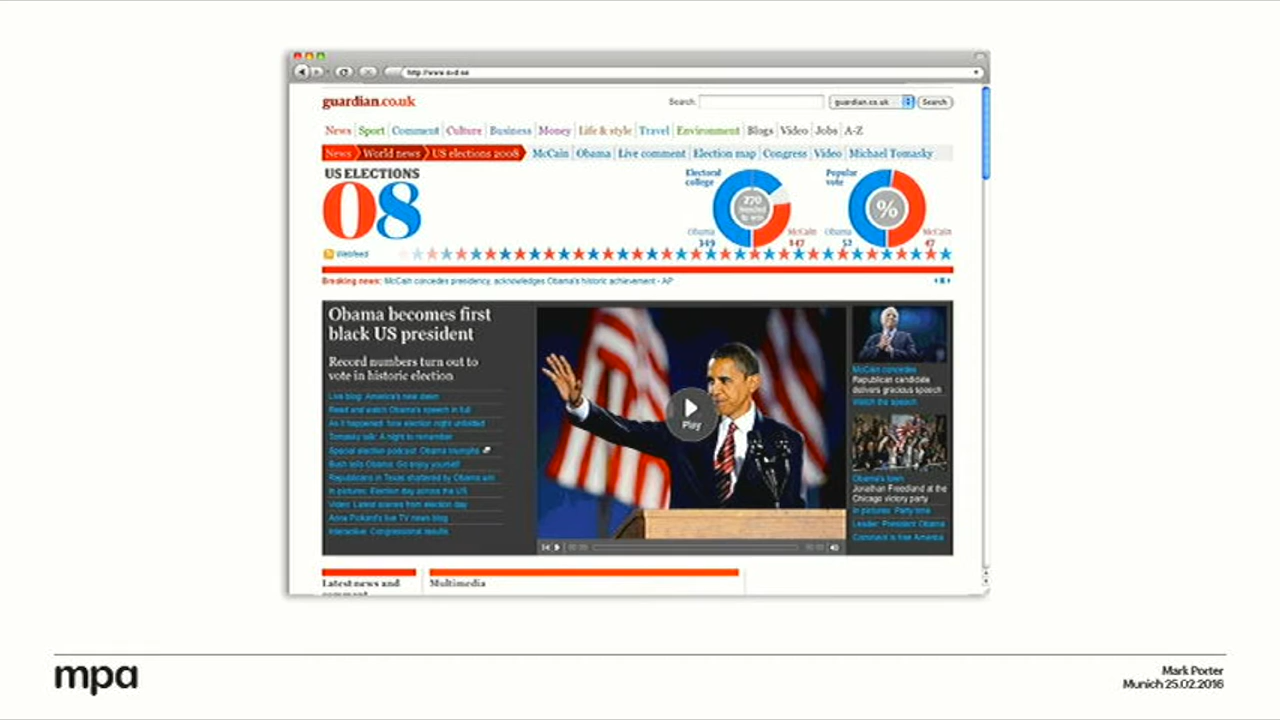 http://www.svd.se
guardian.co.uk
Search:
guardian.co.uk
Search
News Sport Comment Culture Business Money Life & style Travel Environment Blogs Video Jobs A-Z
News World news US elections 2008 McCain Obama Live comment Election map Congress Video Michael Tomasky
US ELECTIONS
08
Webfeed
Electoral
college
270
needed
to win
Obama
349
McCain
147
Popular
vote
%
Obama
52
McCain
47
Breaking news: McCain concedes presidency, acknowledges Obama's historic achievement - AP
Obama becomes first
black US president
Record numbers turn out to
vote in historic election
Live blog: America's new dawn
Read and watch Obama's speech in full
As it happened: how election night unfolded
Tomasky talk: A night to remember
Special election podcast: Obama triumphs
Bush tells Obama: Go enjoy yourself
Republicans in Texas shattered by Obama win
In pictures: Election day across the US
Video: Latest scenes from election day
Anna Pickard's live TV news blog
Interactive: Congressional results
Play
McCain concedes
Republican candidate
delivers gracious speech
Watch the speech
Obama's town
Jonathan Freedland at the
Chicago victory party
In pictures: Party time
Leader: President Obama
Comment is free America
Latest news and
comment
Multimedia
mpa
Mark Porter
Munich 25.02.2016